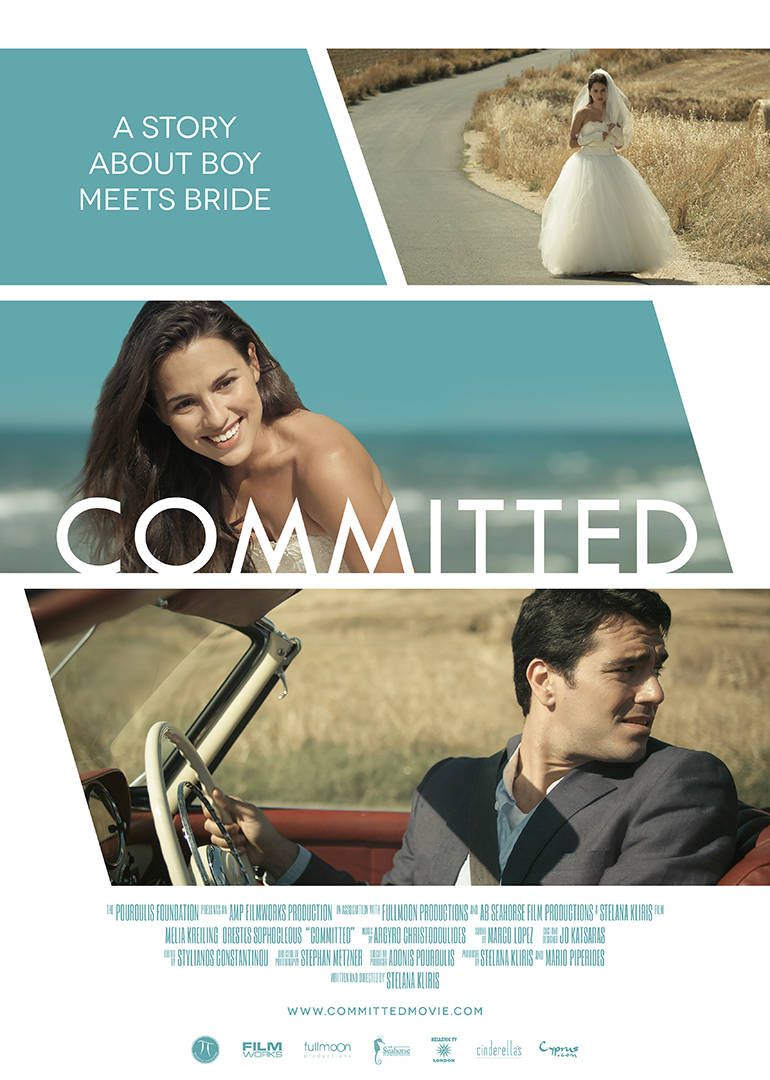 A STORY
ABOUT BOY
MEETS BRIDE
COMMITTED
THE POUROULIS FOUNDATION PRESENTS AN AMP FILMWORKS PRODUCTION IN ASSOCIATION WITH FULLMOON PRODUCTIONS AND AB SEAHORSE FILM PRODUCTIONS A STELANA KLIRIS FILM
MELIA KREILING ORESTES SOPHOCLEOUS "COMMITTED" MUSIC BY ARGYRO CHRISTODOULIDES SOUND BY MARCO LOPEZ DESIGNER JO KATSARAS
EDITED BY STYLIANOS CONSTANTINOU DIRECTOR OF PHOTOGRAPHY STEPHAN METZNER EXECUTIVE PRODUCER ADONIS POUROULIS PRODUCED BY STELANA KLIRIS AND MARIO PIPERIDES
WRITTEN AND DIRECTED BY STELANA KLIRIS
WWW.COMMITTEDMOVIE.COM
FILM
WORKS
fullmoon
productions
Seahorse
HELLENIC TV
LONDON
cinderella's
Cyprus
.com